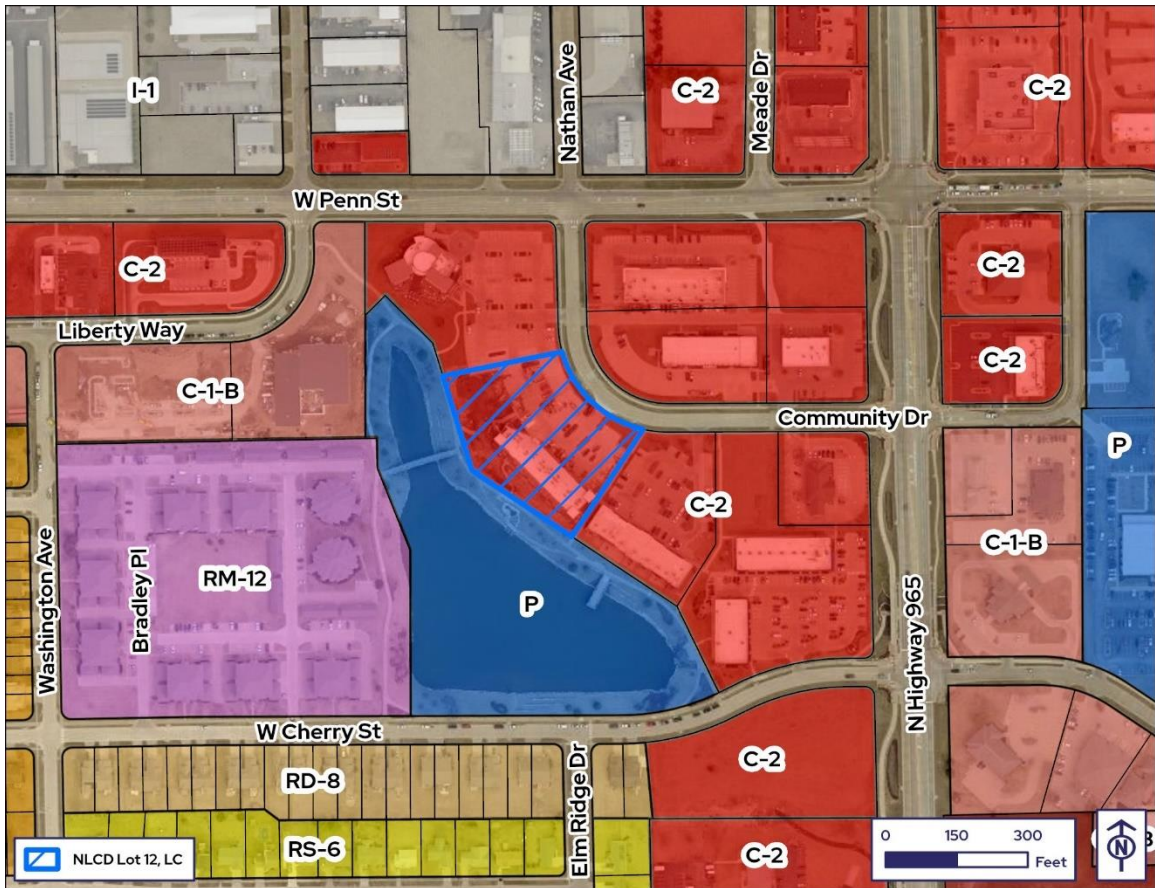 I-1
Nathan Ave
C-2
Meade Dr
C-2
W Penn St
C-2
C-2
Liberty Way
C-2
C-1-B
Community Dr
P
C-2
C-1-B
Washington Ave
Bradley Pl
RM-12
P
N Highway 965
W Cherry St
Elm Ridge Dr
C-2
RD-8
RS-6
C-2
NLCD Lot 12, LC
0 150 300
Feet
N
B